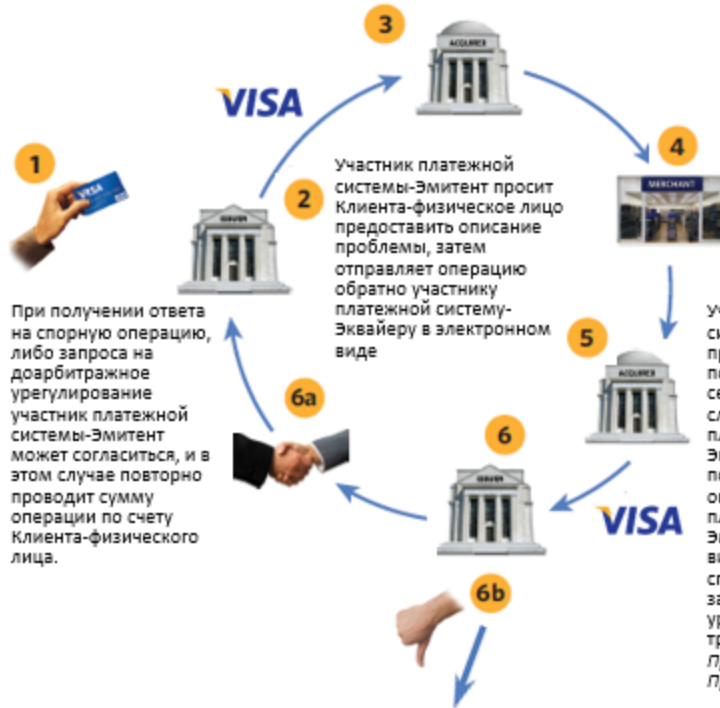 3
ACQUIRER
VISA
1
VISA
2
ISSUER
Участник платежной
системы-Эмитент просит
Клиента-физическое лицо
предоставить описание
проблемы, затем
отправляет операцию
обратно участнику
платежной систему-
Эквайеру в электронном
виде
4
MERCHANT
При получении ответа
на спорную операцию,
либо запроса на
доарбитражное
урегулирование
участник платежной
системы-Эмитент
может согласиться, и в
этом случае повторно
проводит сумму
операции по счету
Клиента-физического
лица.
5
ACQUIRER
6a
6
ISSUER
VISA
6b